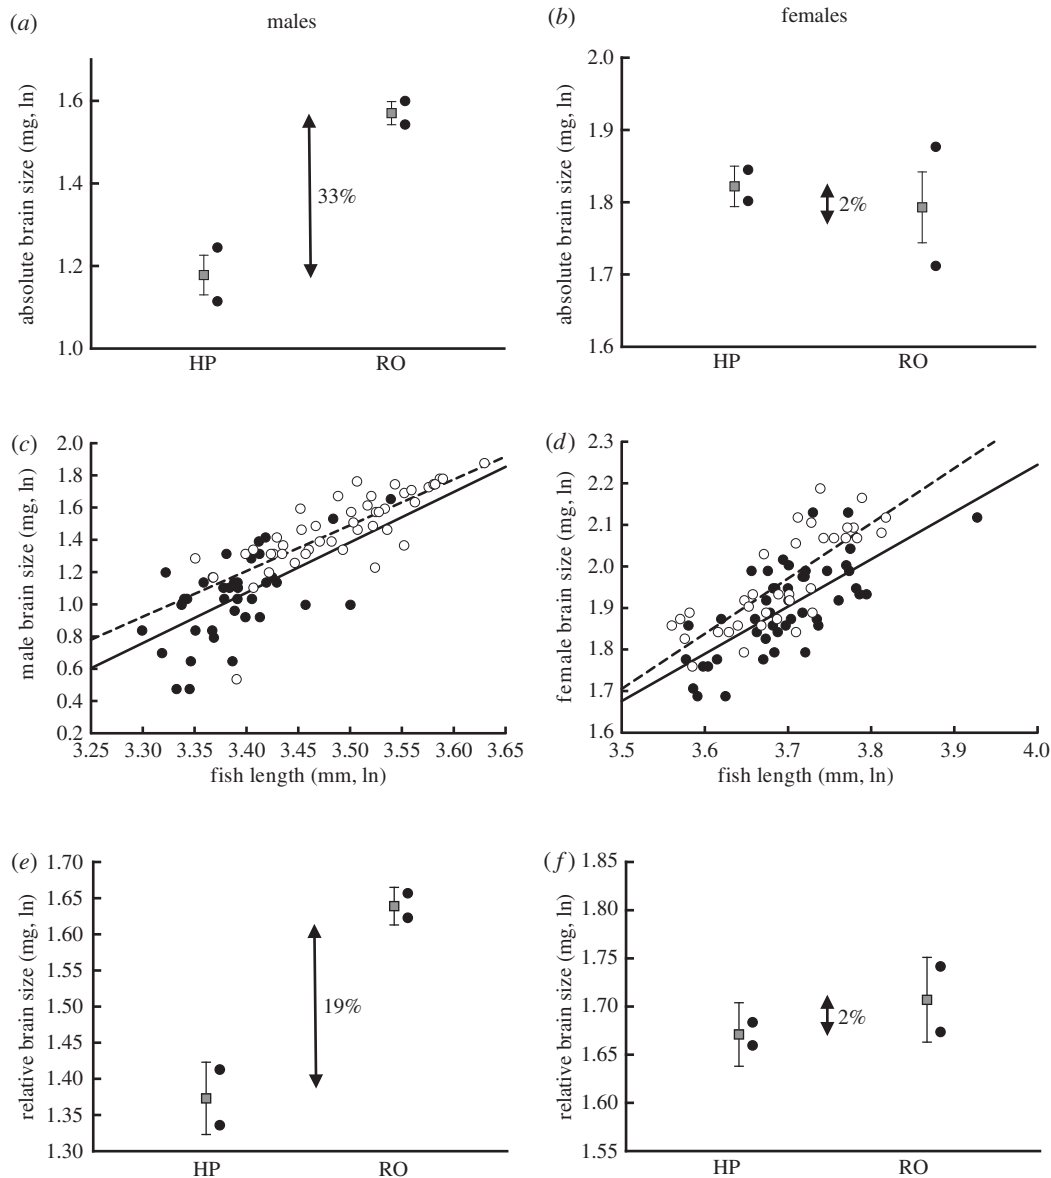 (a) males
absolute brain size (mg, ln)
1.6
1.4
1.2
1.0
33%
HP RO
(b) females
absolute brain size (mg, ln)
2.0
1.9
1.8
1.7
1.6
2%
HP RO
(c)
male brain size (mg, ln)
2.0
1.8
1.6
1.4
1.2
1.0
0.8
0.6
0.4
0.2
3.25 3.30 3.35 3.40 3.45 3.50 3.55 3.60 3.65
fish length (mm, ln)
(d)
female brain size (mg, ln)
2.3
2.2
2.1
2.0
1.9
1.8
1.7
1.6
3.5 3.6 3.7 3.8 3.9 4.0
fish length (mm, ln)
(e)
relative brain size (mg, ln)
1.70
1.65
1.60
1.55
1.50
1.45
1.40
1.35
1.30
19%
HP RO
(f)
relative brain size (mg, ln)
1.85
1.80
1.75
1.70
1.65
1.60
1.55
2%
HP RO